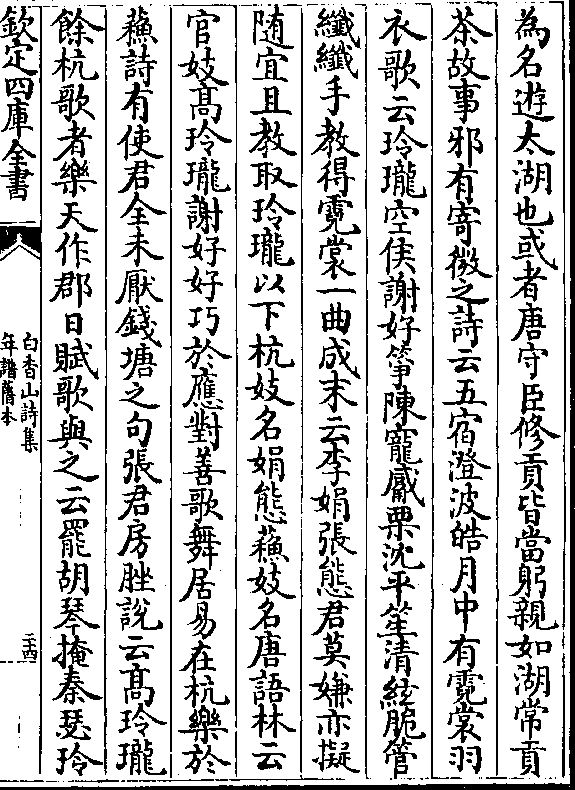 為名遊太湖也或者唐守臣修貢皆當躬親如湖常貢
茶故事邪有寄微之詩云五宿澄波皓月中有霓裳羽
衣歌云玲瓏空侯謝好箏陳寵觱栗沈平笙清絃脆管
纖纖手教得霓裳一曲成末云李娟張態君莫嫌亦擬
隨宜且教取玲瓏以下杭妓名娟態蘓妓名唐語林云
官妓髙玲瓏謝好好巧於應對善歌舞居易在杭樂於
蘓詩有使君全未厭錢塘之句張君房脞說云髙玲瓏
餘杭歌者樂天作郡日賦歌與之云罷胡琴掩秦瑟玲
欽定四庫全書
白香山詩集
年譜舊本
三十四